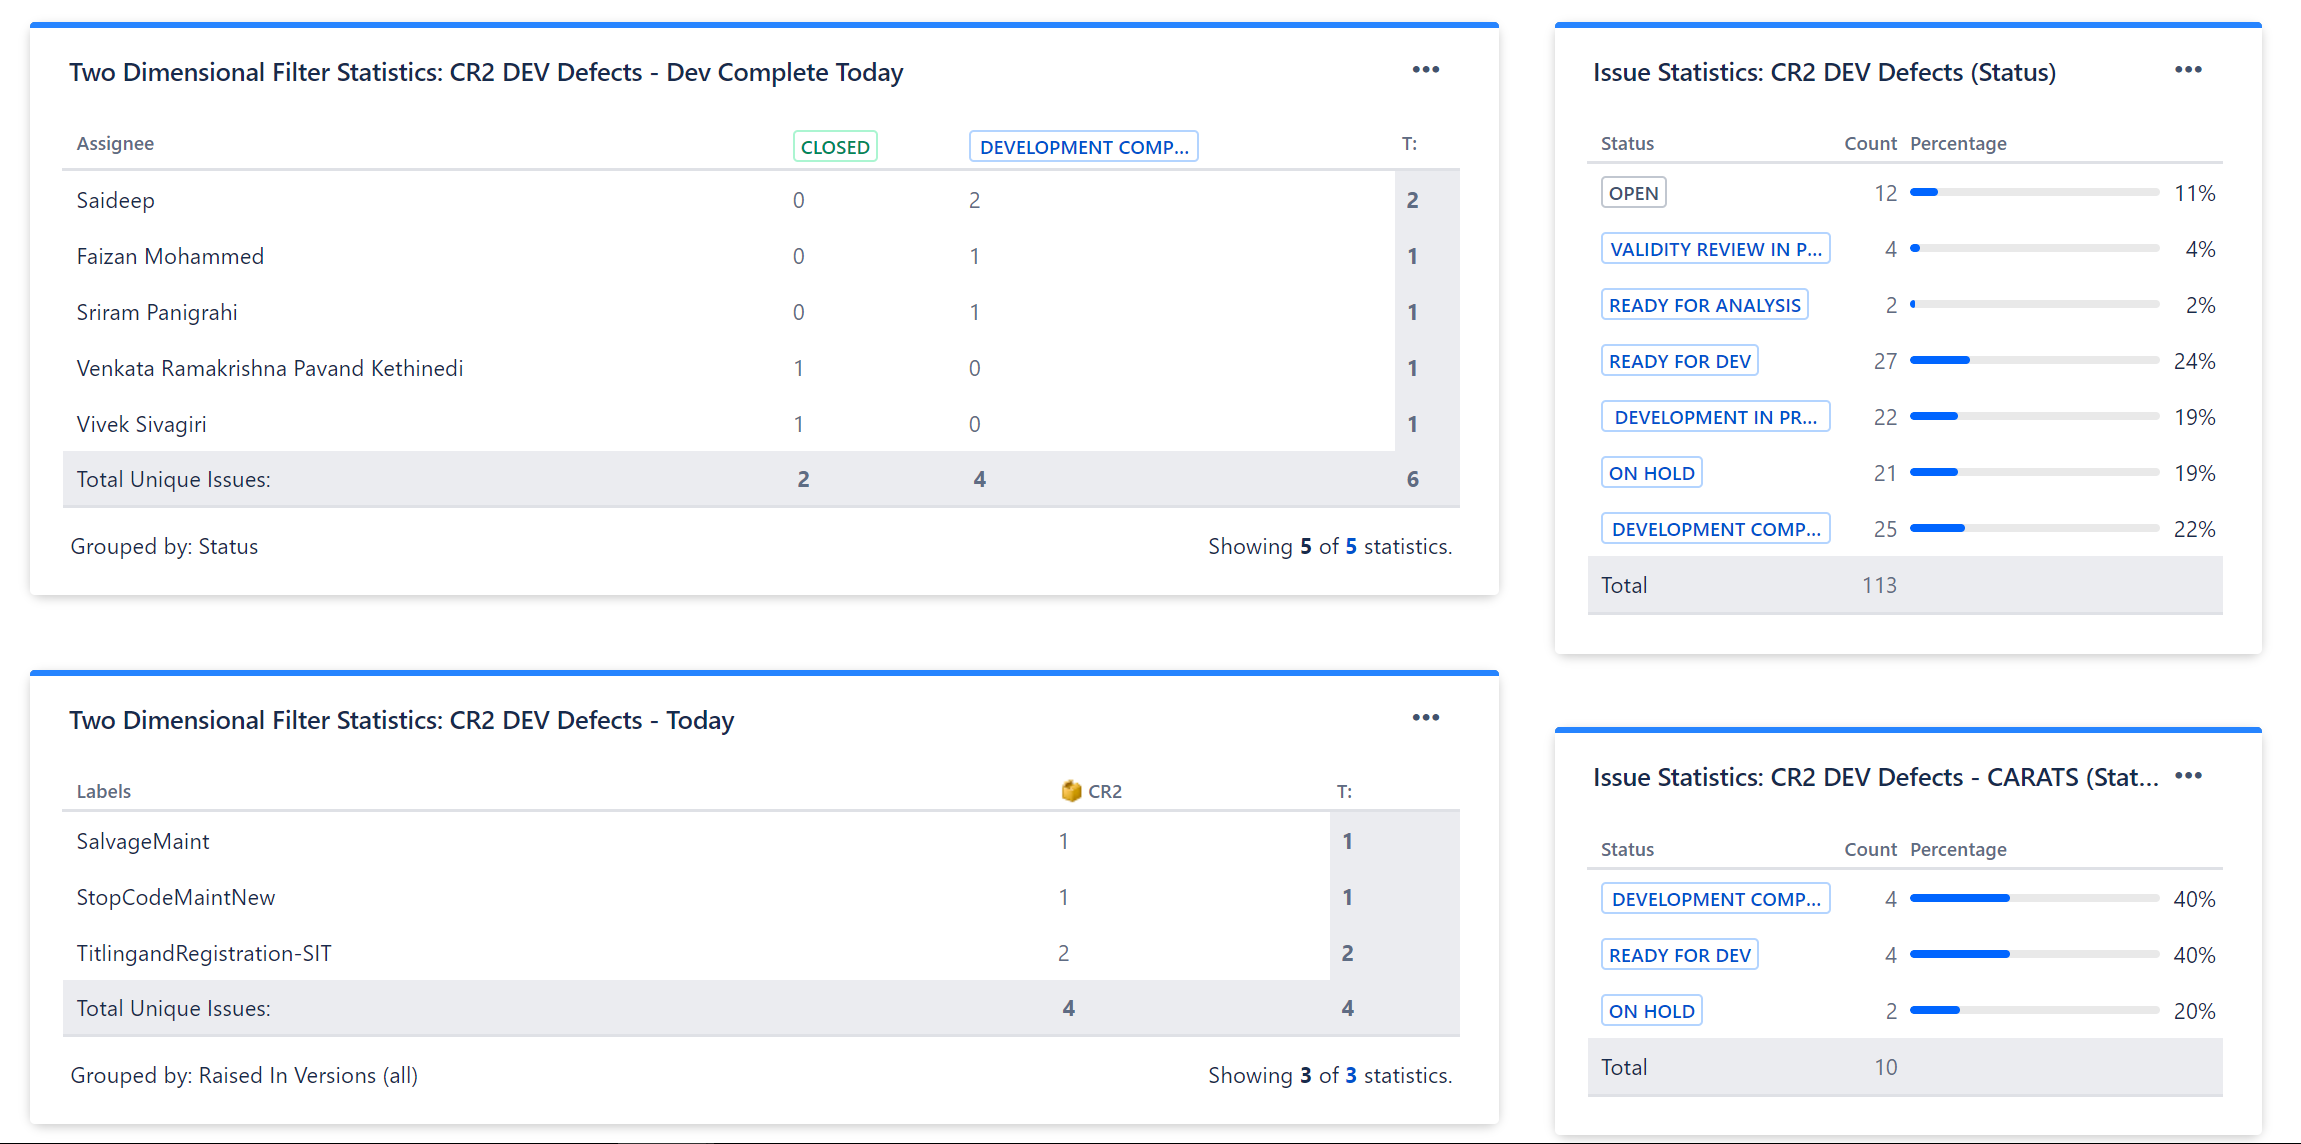 Two Dimensional Filter Statistics: CR2 DEV Defects - Dev Complete Today
Assignee CLOSED DEVELOPMENT COMP... T:
Saideep 0 2 2
Faizan Mohammed 0 1 1
Sriram Panigrahi 0 1 1
Venkata Ramakrishna Pavand Kethinedi 1 0 1
Vivek Sivagiri 1 0 1
Total Unique Issues: 2 4 6
Grouped by: Status Showing 5 of 5 statistics.
Issue Statistics: CR2 DEV Defects (Status)
Status Count Percentage
OPEN 12 11%
VALIDITY REVIEW IN P... 4 4%
READY FOR ANALYSIS 2 2%
READY FOR DEV 27 24%
DEVELOPMENT IN PR... 22 19%
ON HOLD 21 19%
DEVELOPMENT COMP... 25 22%
Total 113
Two Dimensional Filter Statistics: CR2 DEV Defects - Today
Labels CR2 T:
SalvageMaint 1 1
StopCodeMaintNew 1 1
TitlingandRegistration-SIT 2 2
Total Unique Issues: 4 4
Grouped by: Raised In Versions (all) Showing 3 of 3 statistics.
Issue Statistics: CR2 DEV Defects - CARATS (Stat...
Status Count Percentage
DEVELOPMENT COMP... 4 40%
READY FOR DEV 4 40%
ON HOLD 2 20%
Total 10